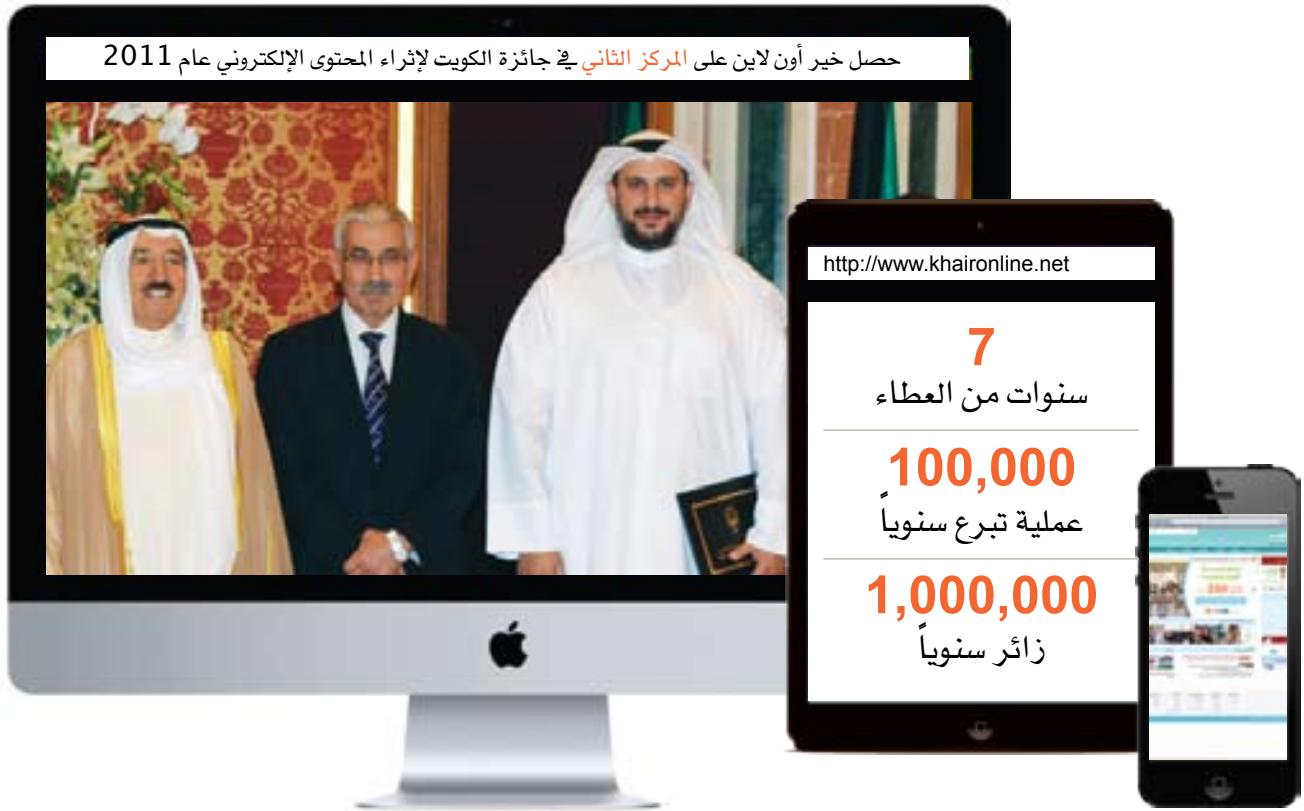 حصل خير أون لاين على المركز الثاني في جائزة الكويت لإثراء المحتوى الإلكتروني عام 2011
http://www.khaironline.net
7
سنوات من العطاء
100,000
عملية تبرع سنوياً
1,000,000
زائر سنوياً